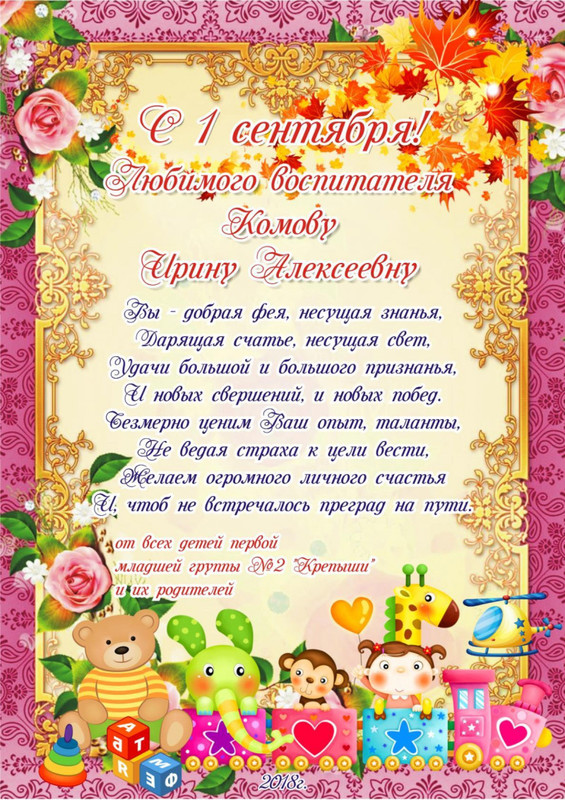 С 1 сентября!
Любимого воспитателя
Комову
Ирину Алексеевну
Вы - добрая фея, несущая знанья,
Дарящая счатье, несущая свет,
Удачи большой и большого признанья,
И новых свершений, и новых побед.
Безмерно ценим Ваш опыт, таланты,
Не ведая страха к цели вести,
Желаем огромного личного счастья
И, чтоб не встречалось преград на пути.
от всех детей первой
младшей группы №2 "Крепыши"
и их родителей
А Т М
Я Э Ф
2018г.